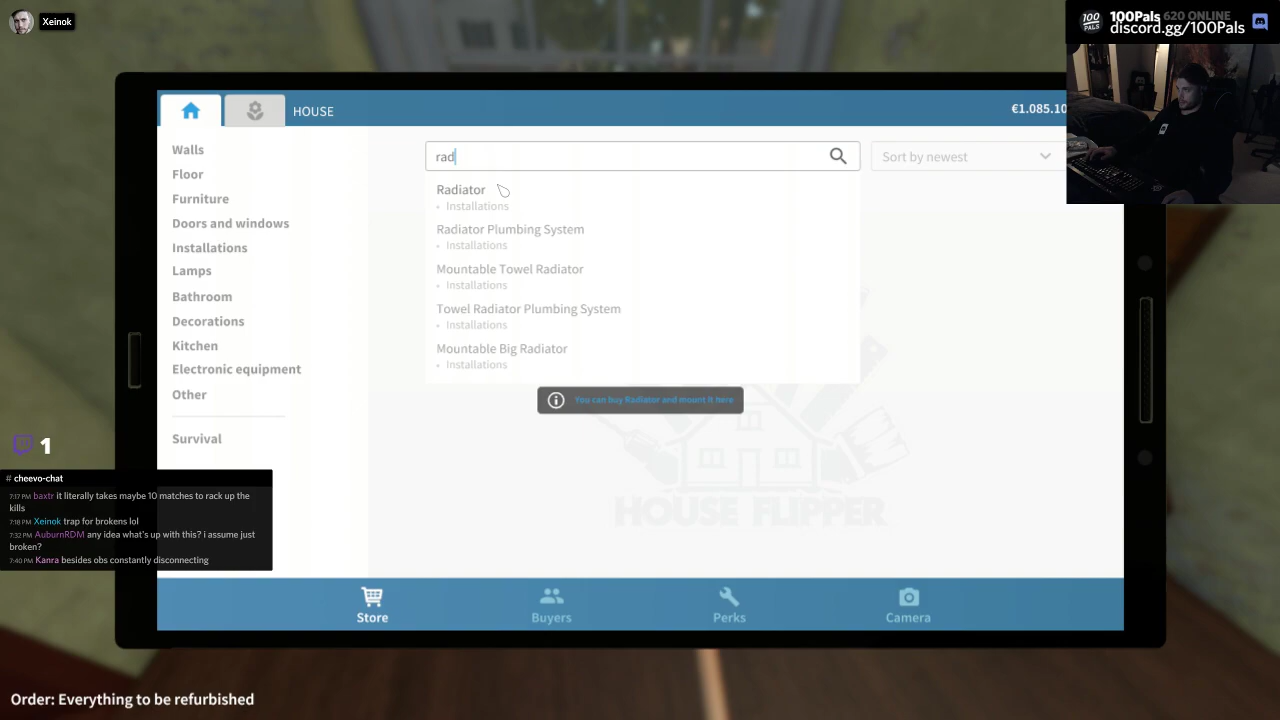 Xeinok
100Pals 620 ONLINE
discord.gg/100Pals
100
PALS
HOUSE
€1.085.10
Walls
Floor
Furniture
Doors and windows
Installations
Lamps
Bathroom
Decorations
Kitchen
Electronic equipment
Other
Survival
rad
Sort by newest
Radiator
• Installations
Radiator Plumbing System
• Installations
Mountable Towel Radiator
• Installations
Towel Radiator Plumbing System
• Installations
Mountable Big Radiator
• Installations
You can buy Radiator and mount it here
HOUSE FLIPPER
1
# cheevo-chat
7:17 PM baxtr it literally takes maybe 10 matches to rack up the
kills
7:18 PM Xeinok trap for brokens lol
7:32 PM AuburnRDM any idea what's up with this? i assume just
broken?
7:40 PM Kanra besides obs constantly disconnecting
Store
Buyers
Perks
Camera
Order: Everything to be refurbished